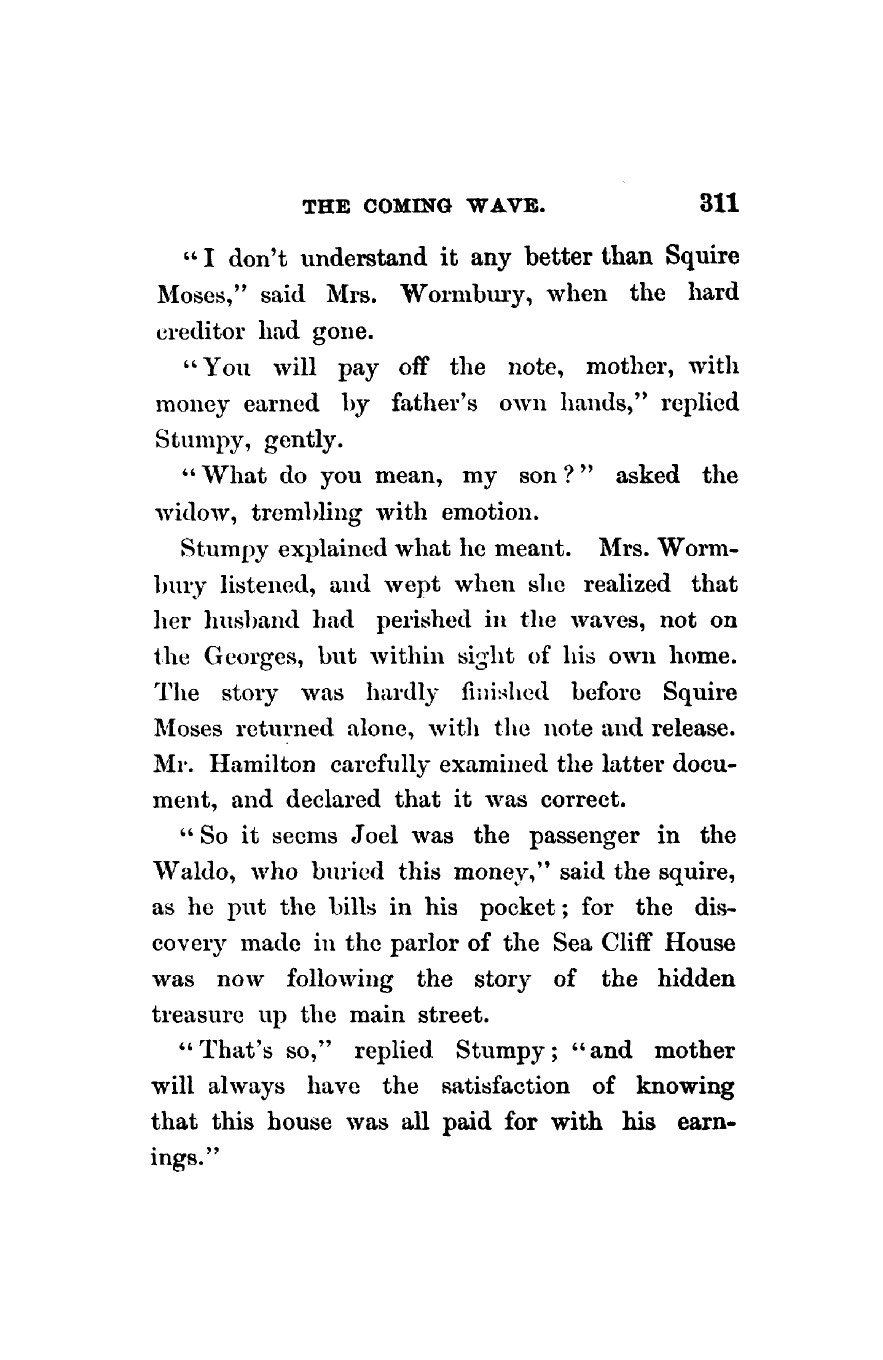 THE COMING WAVE. 311
“I don’t understand it any better than Squire
Moses,” said Mrs. Wormbury, when the hard
creditor had gone.
“You will pay off the note, mother, with
money earned by father’s own hands,” replied
Stumpy, gently.
“What do you mean, my son?” asked the
widow, trembling with emotion.
Stumpy explained what he meant. Mrs. Worm-
bury listened, and wept when she realized that
her husband had perished in the waves, not on
the Georges, but within sight of his own home.
The story was hardly finished before Squire
Moses returned alone, with the note and release.
Mr. Hamilton carefully examined the latter docu-
ment, and declared that it was correct.
“So it seems Joel was the passenger in the
Waldo, who buried this money,” said the squire,
as he put the bills in his pocket; for the dis-
covery made in the parlor of the Sea Cliff House
was now following the story of the hidden
treasure up the main street.
“That’s so,” replied Stumpy; “and mother
will always have the satisfaction of knowing
that this house was all paid for with his earn-
ings.”